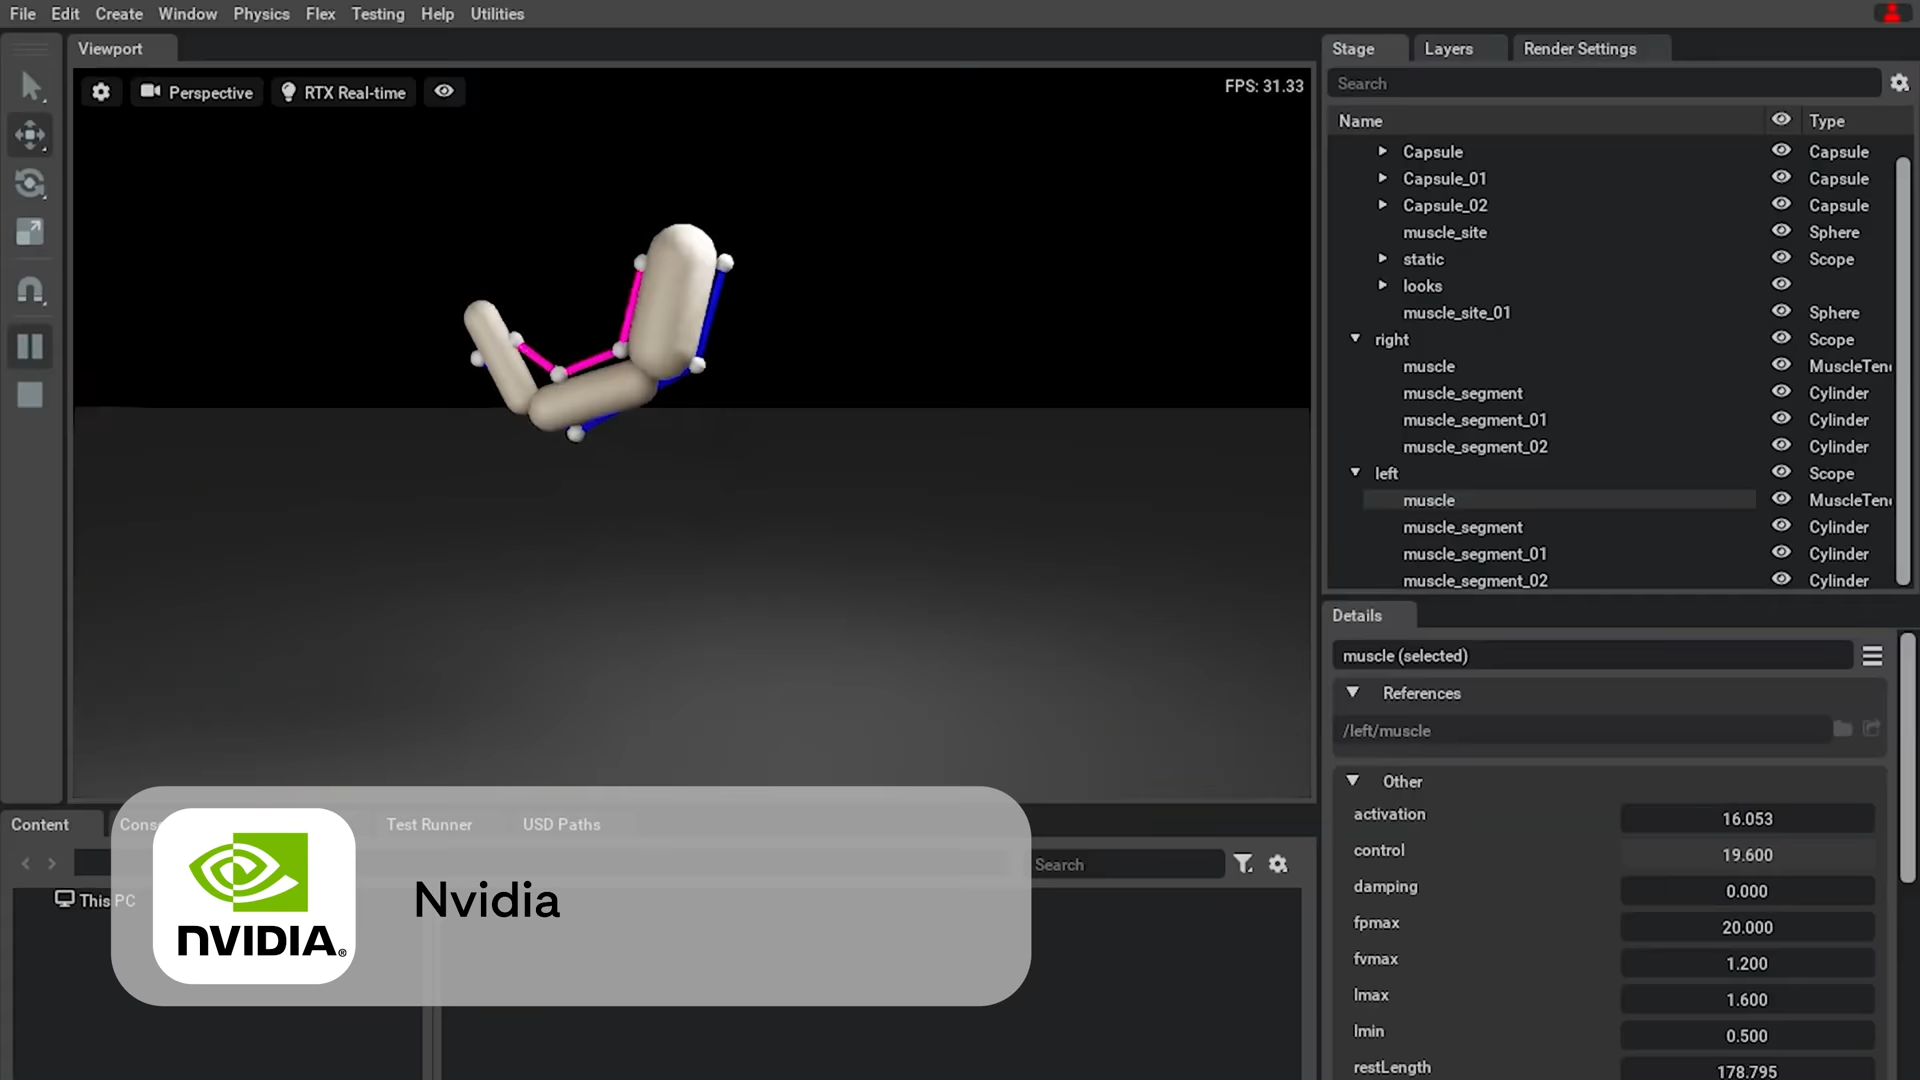 File Edit Create Window Physics Flex Testing Help Utilities
Viewport
Perspective RTX Real-time
FPS: 31.33
Stage Layers Render Settings
Search
Name Type
Capsule Capsule
Capsule_01 Capsule
Capsule_02 Capsule
muscle_site Sphere
static Scope
looks
muscle_site_01 Sphere
right Scope
muscle MuscleTen
muscle_segment Cylinder
muscle_segment_01 Cylinder
muscle_segment_02 Cylinder
left Scope
muscle MuscleTen
muscle_segment Cylinder
muscle_segment_01 Cylinder
muscle_segment_02 Cylinder
Details
muscle (selected)
References
/left/muscle
Other
activation 16.053
control 19.600
damping 0.000
fpmax 20.000
fvmax 1.200
lmax 1.600
lmin 0.500
restLength 178.795
Content Cons Test Runner USD Paths
Search
This PC
NVIDIA®
Nvidia